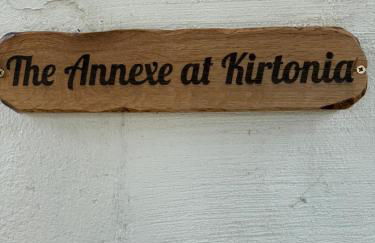 The Annexe at Kirtonia